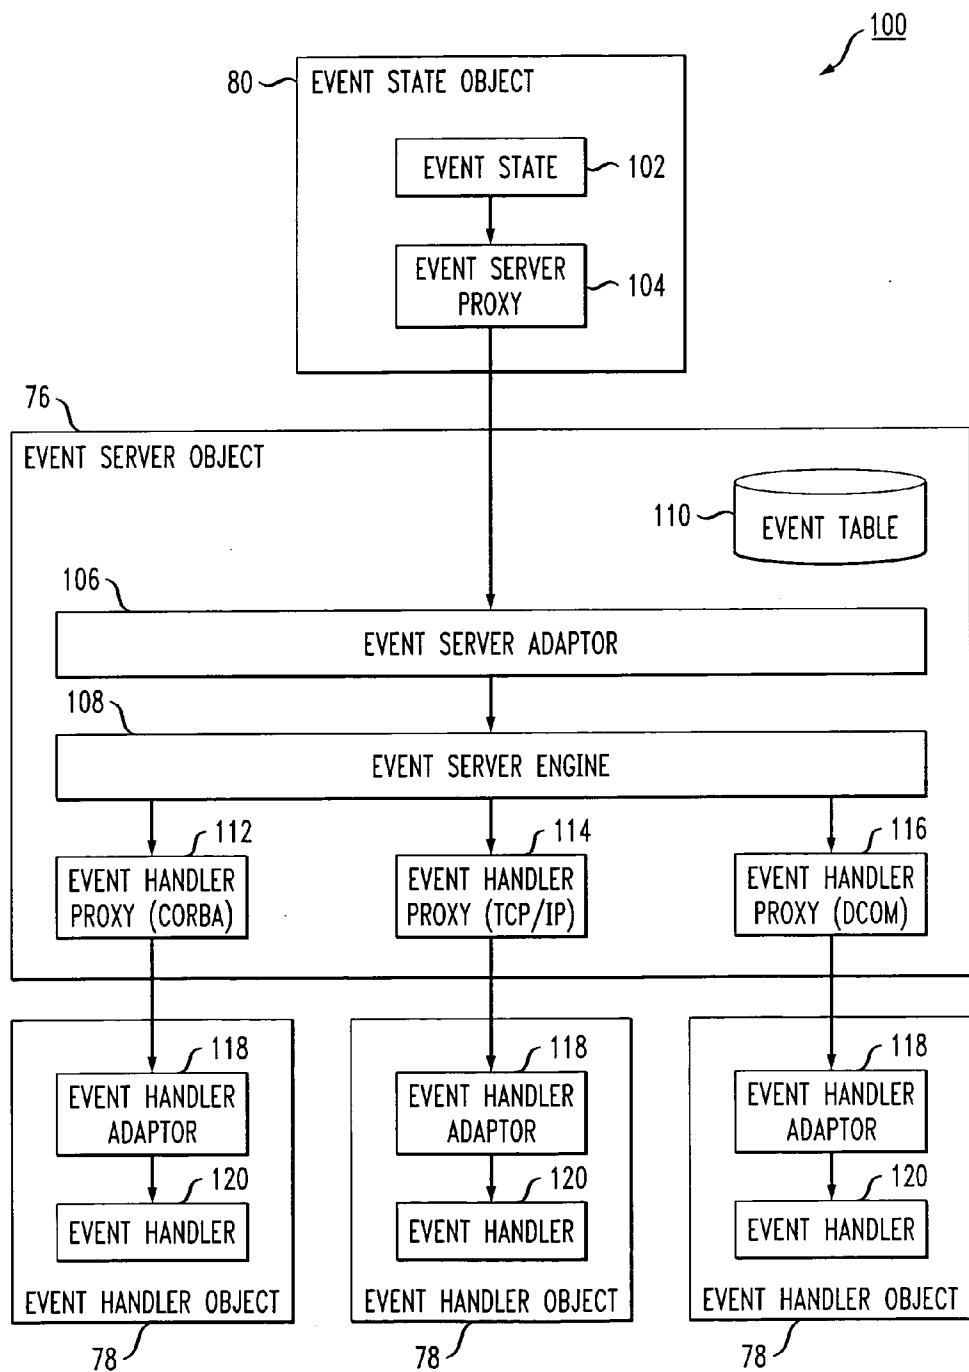 100
80
EVENT STATE OBJECT
EVENT STATE
102
EVENT SERVER
PROXY
104
76
EVENT SERVER OBJECT
110
EVENT TABLE
106
EVENT SERVER ADAPTOR
108
EVENT SERVER ENGINE
112
114
116
EVENT HANDLER
PROXY (CORBA)
EVENT HANDLER
PROXY (TCP/IP)
EVENT HANDLER
PROXY (DCOM)
118
118
118
EVENT HANDLER
ADAPTOR
EVENT HANDLER
ADAPTOR
EVENT HANDLER
ADAPTOR
120
120
120
EVENT HANDLER
EVENT HANDLER
EVENT HANDLER
EVENT HANDLER OBJECT
EVENT HANDLER OBJECT
EVENT HANDLER OBJECT
78
78
78